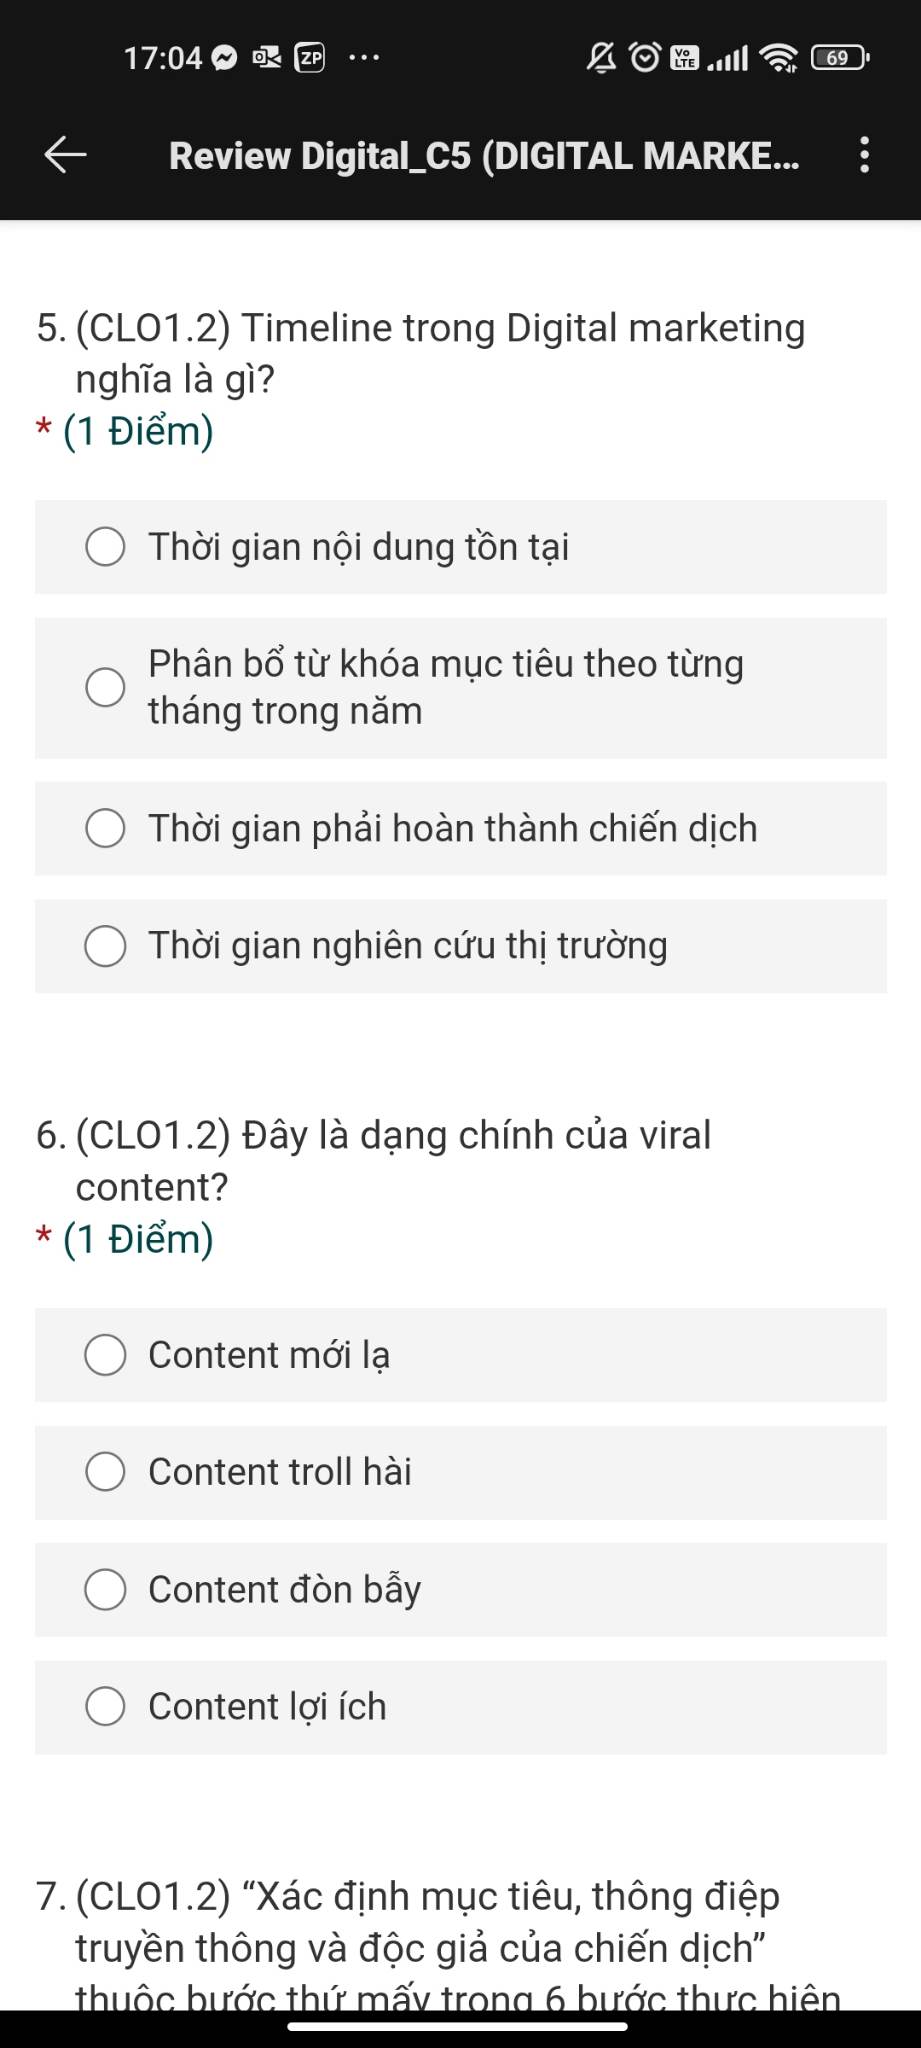 17:04 ZP ... Vo LTE 69
Review Digital_C5 (DIGITAL MARKE...
5. (CLO1.2) Timeline trong Digital marketing
nghĩa là gì?
* (1 Điểm)
Thời gian nội dung tồn tại
Phân bổ từ khóa mục tiêu theo từng
tháng trong năm
Thời gian phải hoàn thành chiến dịch
Thời gian nghiên cứu thị trường
6. (CLO1.2) Đây là dạng chính của viral
content?
* (1 Điểm)
Content mới lạ
Content troll hài
Content đòn bẫy
Content lợi ích
7. (CLO1.2) “Xác định mục tiêu, thông điệp
truyền thông và độc giả của chiến dịch”
thuộc bước thứ mấy trong 6 bước thực hiện